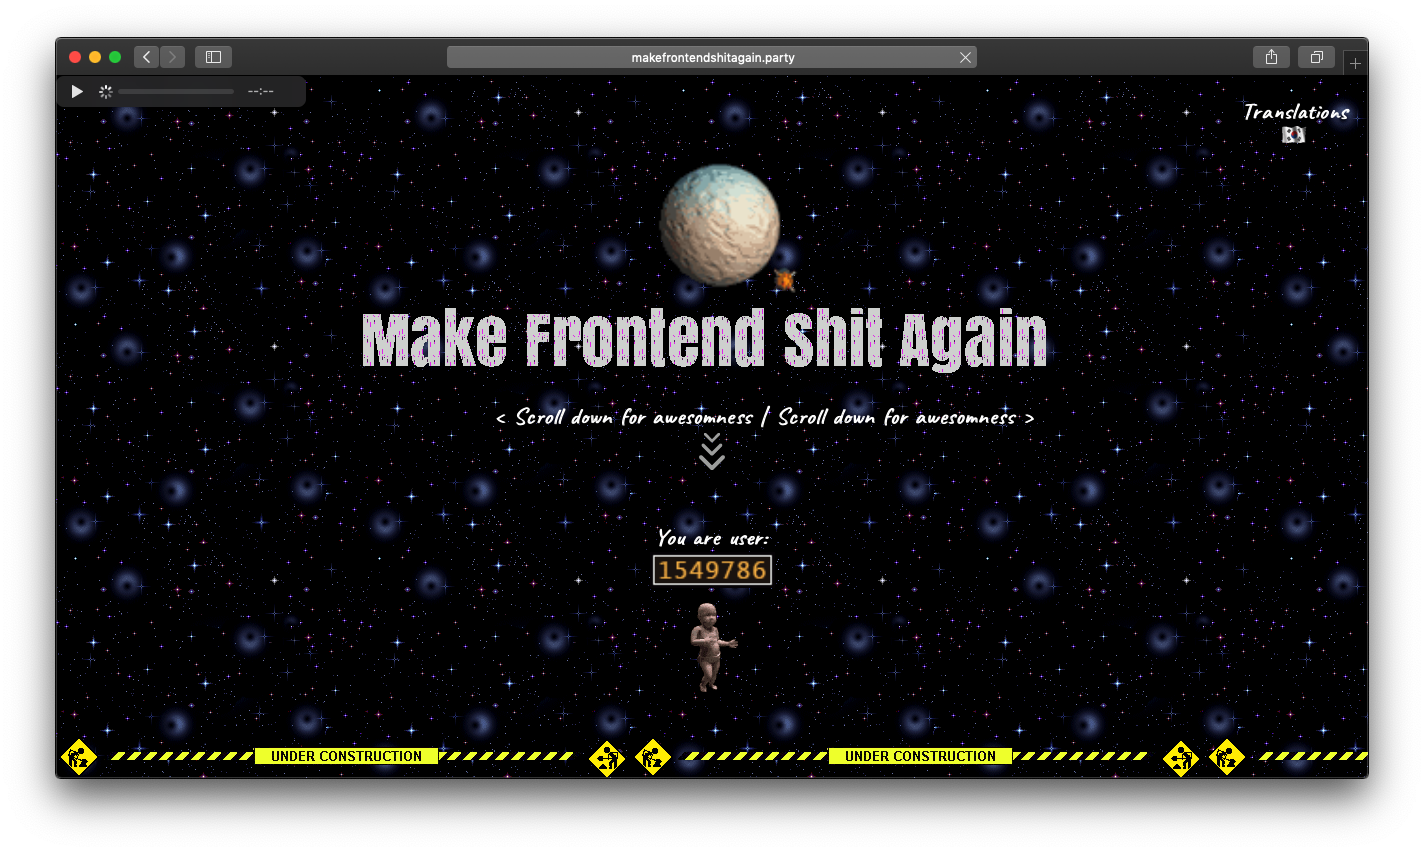 makefrontendshitagain.party
--:--
Translations
Make Frontend Shit Again
< Scroll down for awesomness | Scroll down for awesomness >
You are user:
1549786
UNDER CONSTRUCTION UNDER CONSTRUCTION